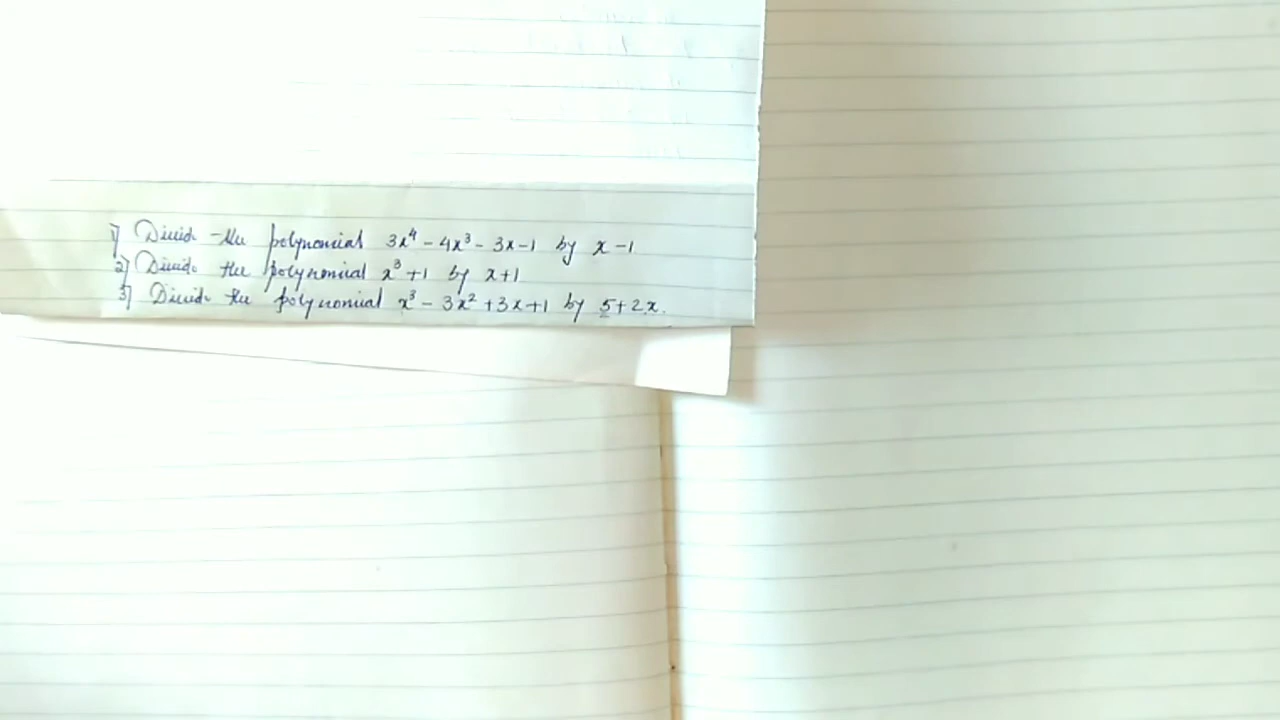 1) Divide the polynomial 3x⁴ - 4x³ - 3x - 1 by x - 1
2) Divide the polynomial x³ + 1 by x + 1
3) Divide the polynomial x³ - 3x² + 3x + 1 by 5 + 2x.